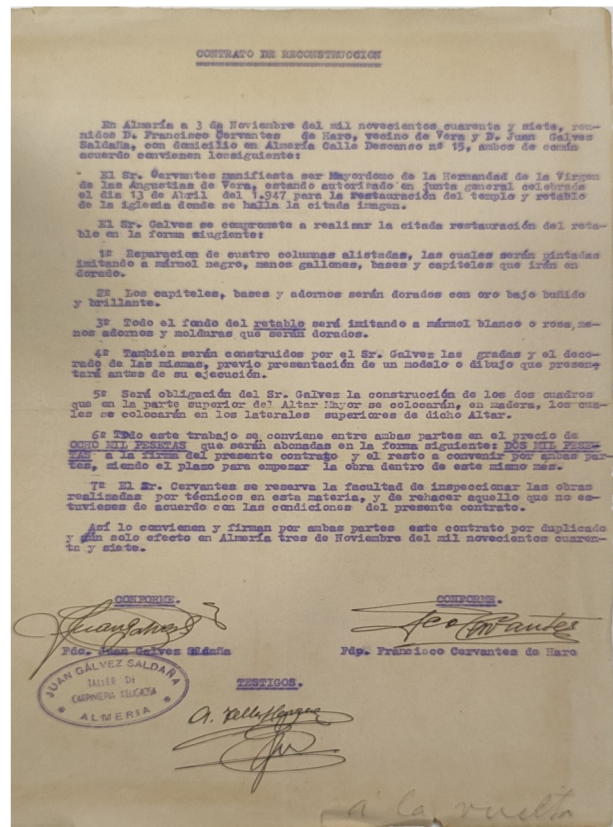 CONTRATO DE RECONSTRUCCION
En Almería a 3 de Noviembre del mil novecientos cuarenta y siete, reu-
nidos D. Francisco Cervantes de Haro, vecino de Vera y D. Juan Galvez
Saldaña, con domicilio en Almería Calle Descanso nº 15, ambos de común
acuerdo convienen lonsiguiente:
El Sr. Cervantes manifiesta ser Mayordomo de la Hermandad de la Virgen
de las Angustias de Vera, estando autorizado en junta general celebrada
el dia 13 de Abril del 1.947 para la restauración del templo y retablo
de la iglesia donde se halla la citada imagen.
El Sr. Galvez se compromete a realizar la citada restauración del reta-
ble en la forma siugiente:
1º Reparacion de cuatro columnas alistadas, las cuales serán pintadas
imitando a mármol negro, menos gallones, bases y capiteles que irán en
dorado.
2º Los capiteles, bases y adornos serán dorados con oro bajo buñido
y brillante.
3º Todo el fondo del retablo será imitando a mármol blanco o rosa, me-
nos adornos y molduras que serán dorados.
4º Tambien serán construidos por el Sr. Galvez las gradas y el deco-
rado de las mismas, previo presentación de un modelo o dibujo que presen-
tará antes de su ejecución.
5º Será obligación del Sr. Galvez la construcción de los dos cuadros
que en la parte superior del Altar Mayor se colocarán, en madera, los cua-
les se colocarán en los laterales superiores de dicho Altar.
6º TOdo este trabajo se conviene entre ambas partes en el precio de
OCHO MIL PESETAS que serán abonadas en la forma siguiente: DOS MIL PESE-
TAS a la firma del presente contrato y el resto a convenir por ambas par-
tes, siendo el plazo para empezar la obra dentro de este mismo més.
7º El Sr. Cervantes se reserva la facultad de inspeccionar las obras
realizadas por técnicos en esta materia, y de rehacer aquello que no es-
tuviese de acuerdo con las condiciones del presente contrato.
Así lo convienen y firman por ambas partes este contrato por duplicado
y un solo efecto en Almería tres de Noviembre del mil novecientos cuaren-
ta y siete.
CONFORME. CONFORME.
Juan Galvez Fco Cervantes
Fdo. Juan Galvez Saldaña Fdp. Francisco Cervantes de Haro
JUAN GÁLVEZ SALDAÑA
TALLER DE
CARPINTERIA RELIGIOSA
ALMERIA
TESTIGOS.
a la vuelta